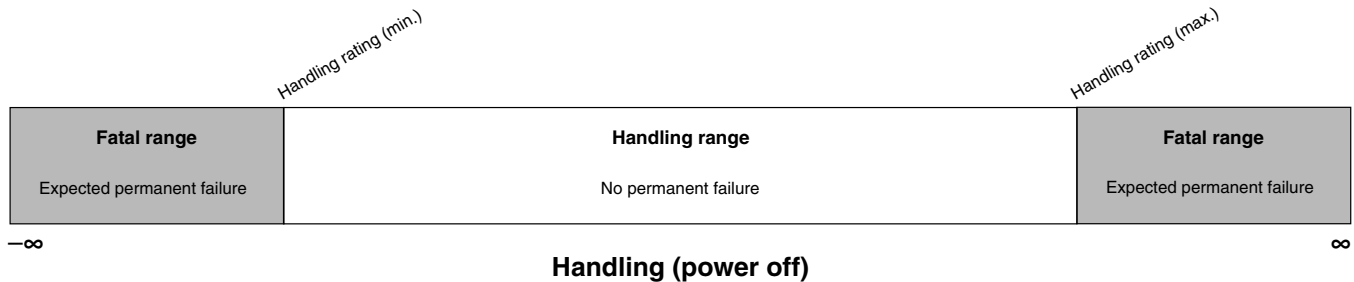 Handling rating (min.)
Handling rating (max.)
Fatal range
Handling range
Fatal range
Expected permanent failure
No permanent failure
Expected permanent failure
–∞
∞
Handling (power off)